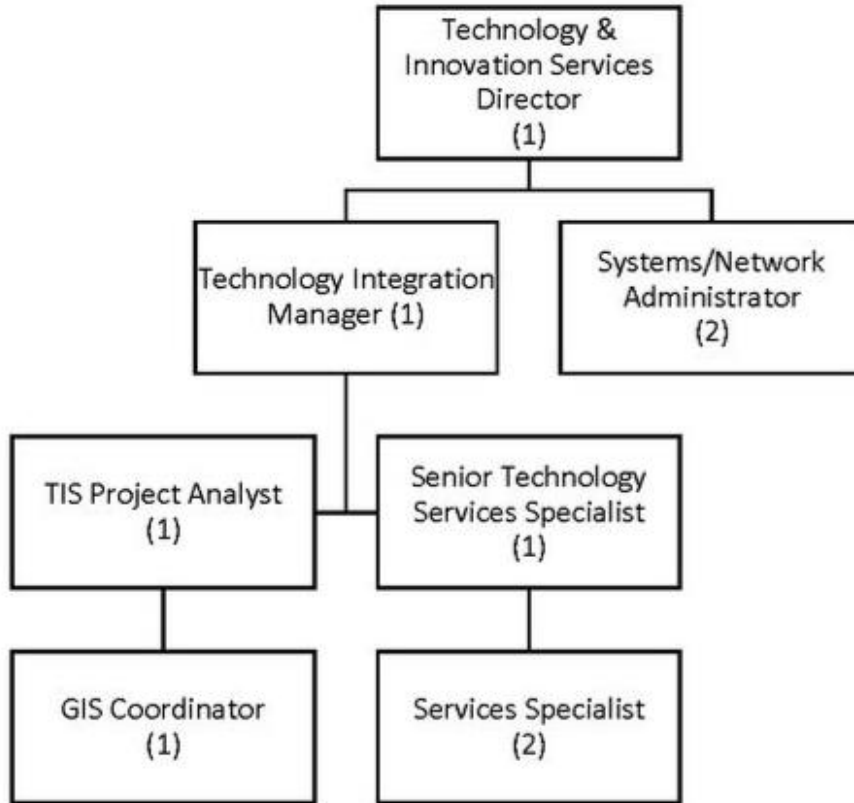 Technology &
Innovation Services
Director
(1)
Technology Integration
Manager (1)
Systems/Network
Administrator
(2)
TIS Project Analyst
(1)
Senior Technology
Services Specialist
(1)
GIS Coordinator
(1)
Services Specialist
(2)